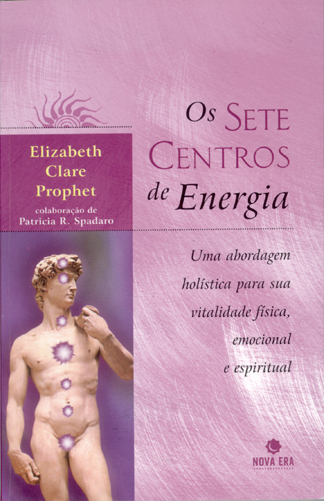 Os SETE
CENTROS
de Energia
Elizabeth
Clare
Prophet
colaboração de
Patricia R. Spadaro
Uma abordagem
holística para sua
vitalidade física,
emocional
e espiritual
NOVA ERA